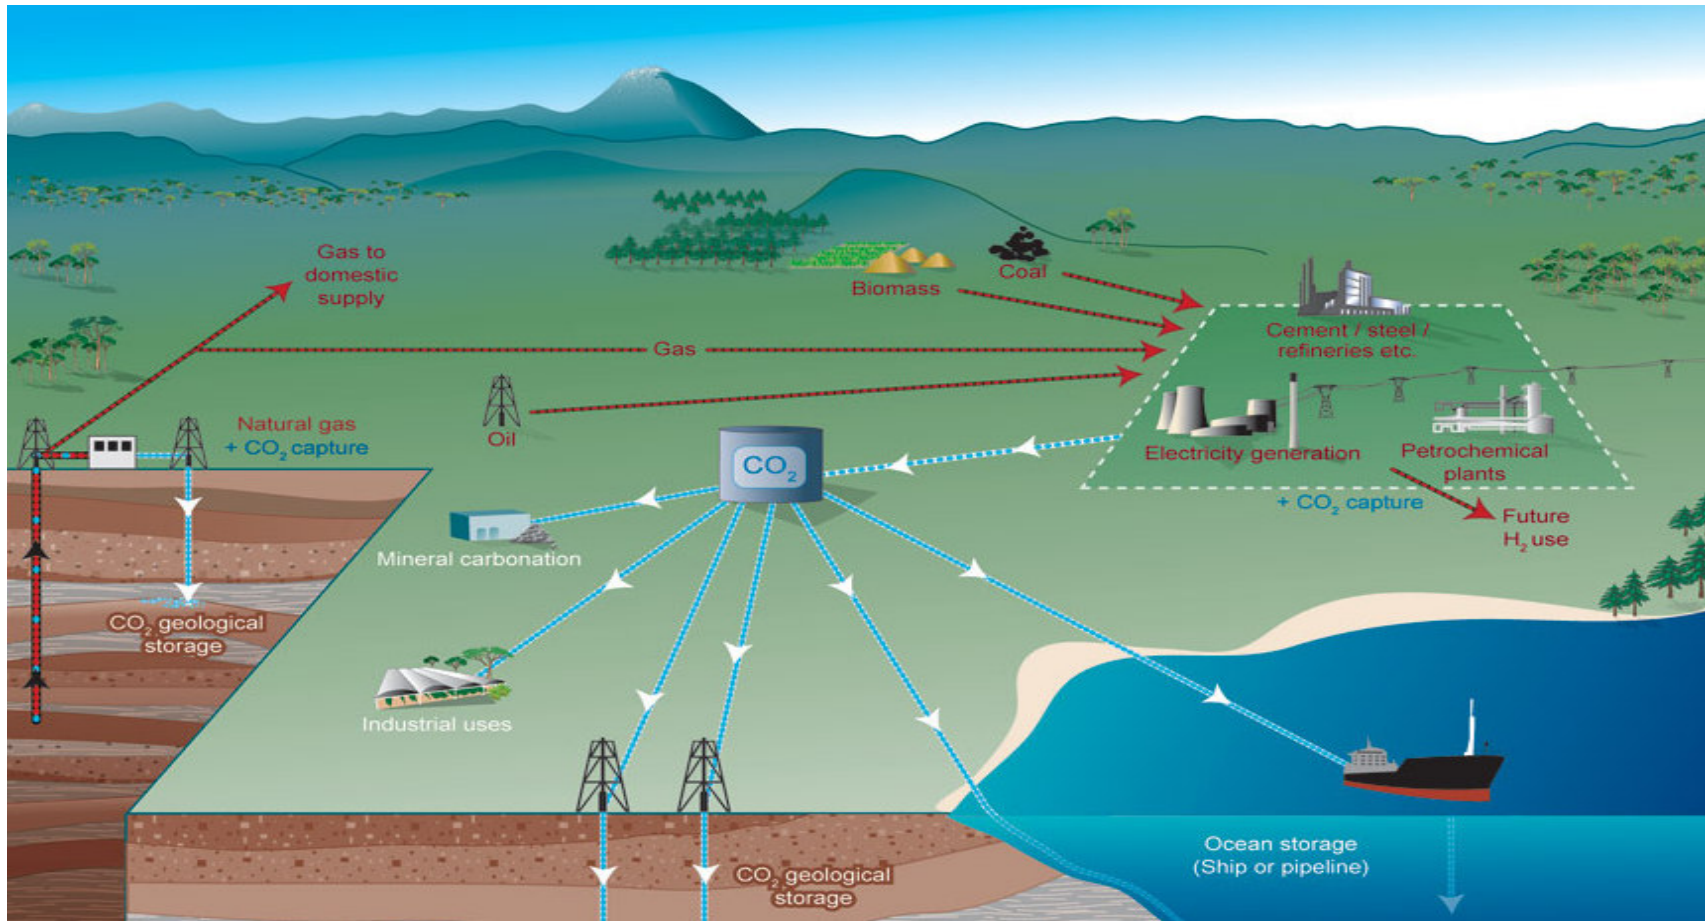 Gas to
domestic
supply
Coal
Biomass
Cement / steel /
refineries etc.
Gas
Natural gas
+ CO₂ capture
Oil
CO₂
Electricity generation
Petrochemical
plants
+ CO₂ capture
Future
H₂ use
Mineral carbonation
CO₂ geological
storage
Industrial uses
Ocean storage
(Ship or pipeline)
CO₂ geological
storage